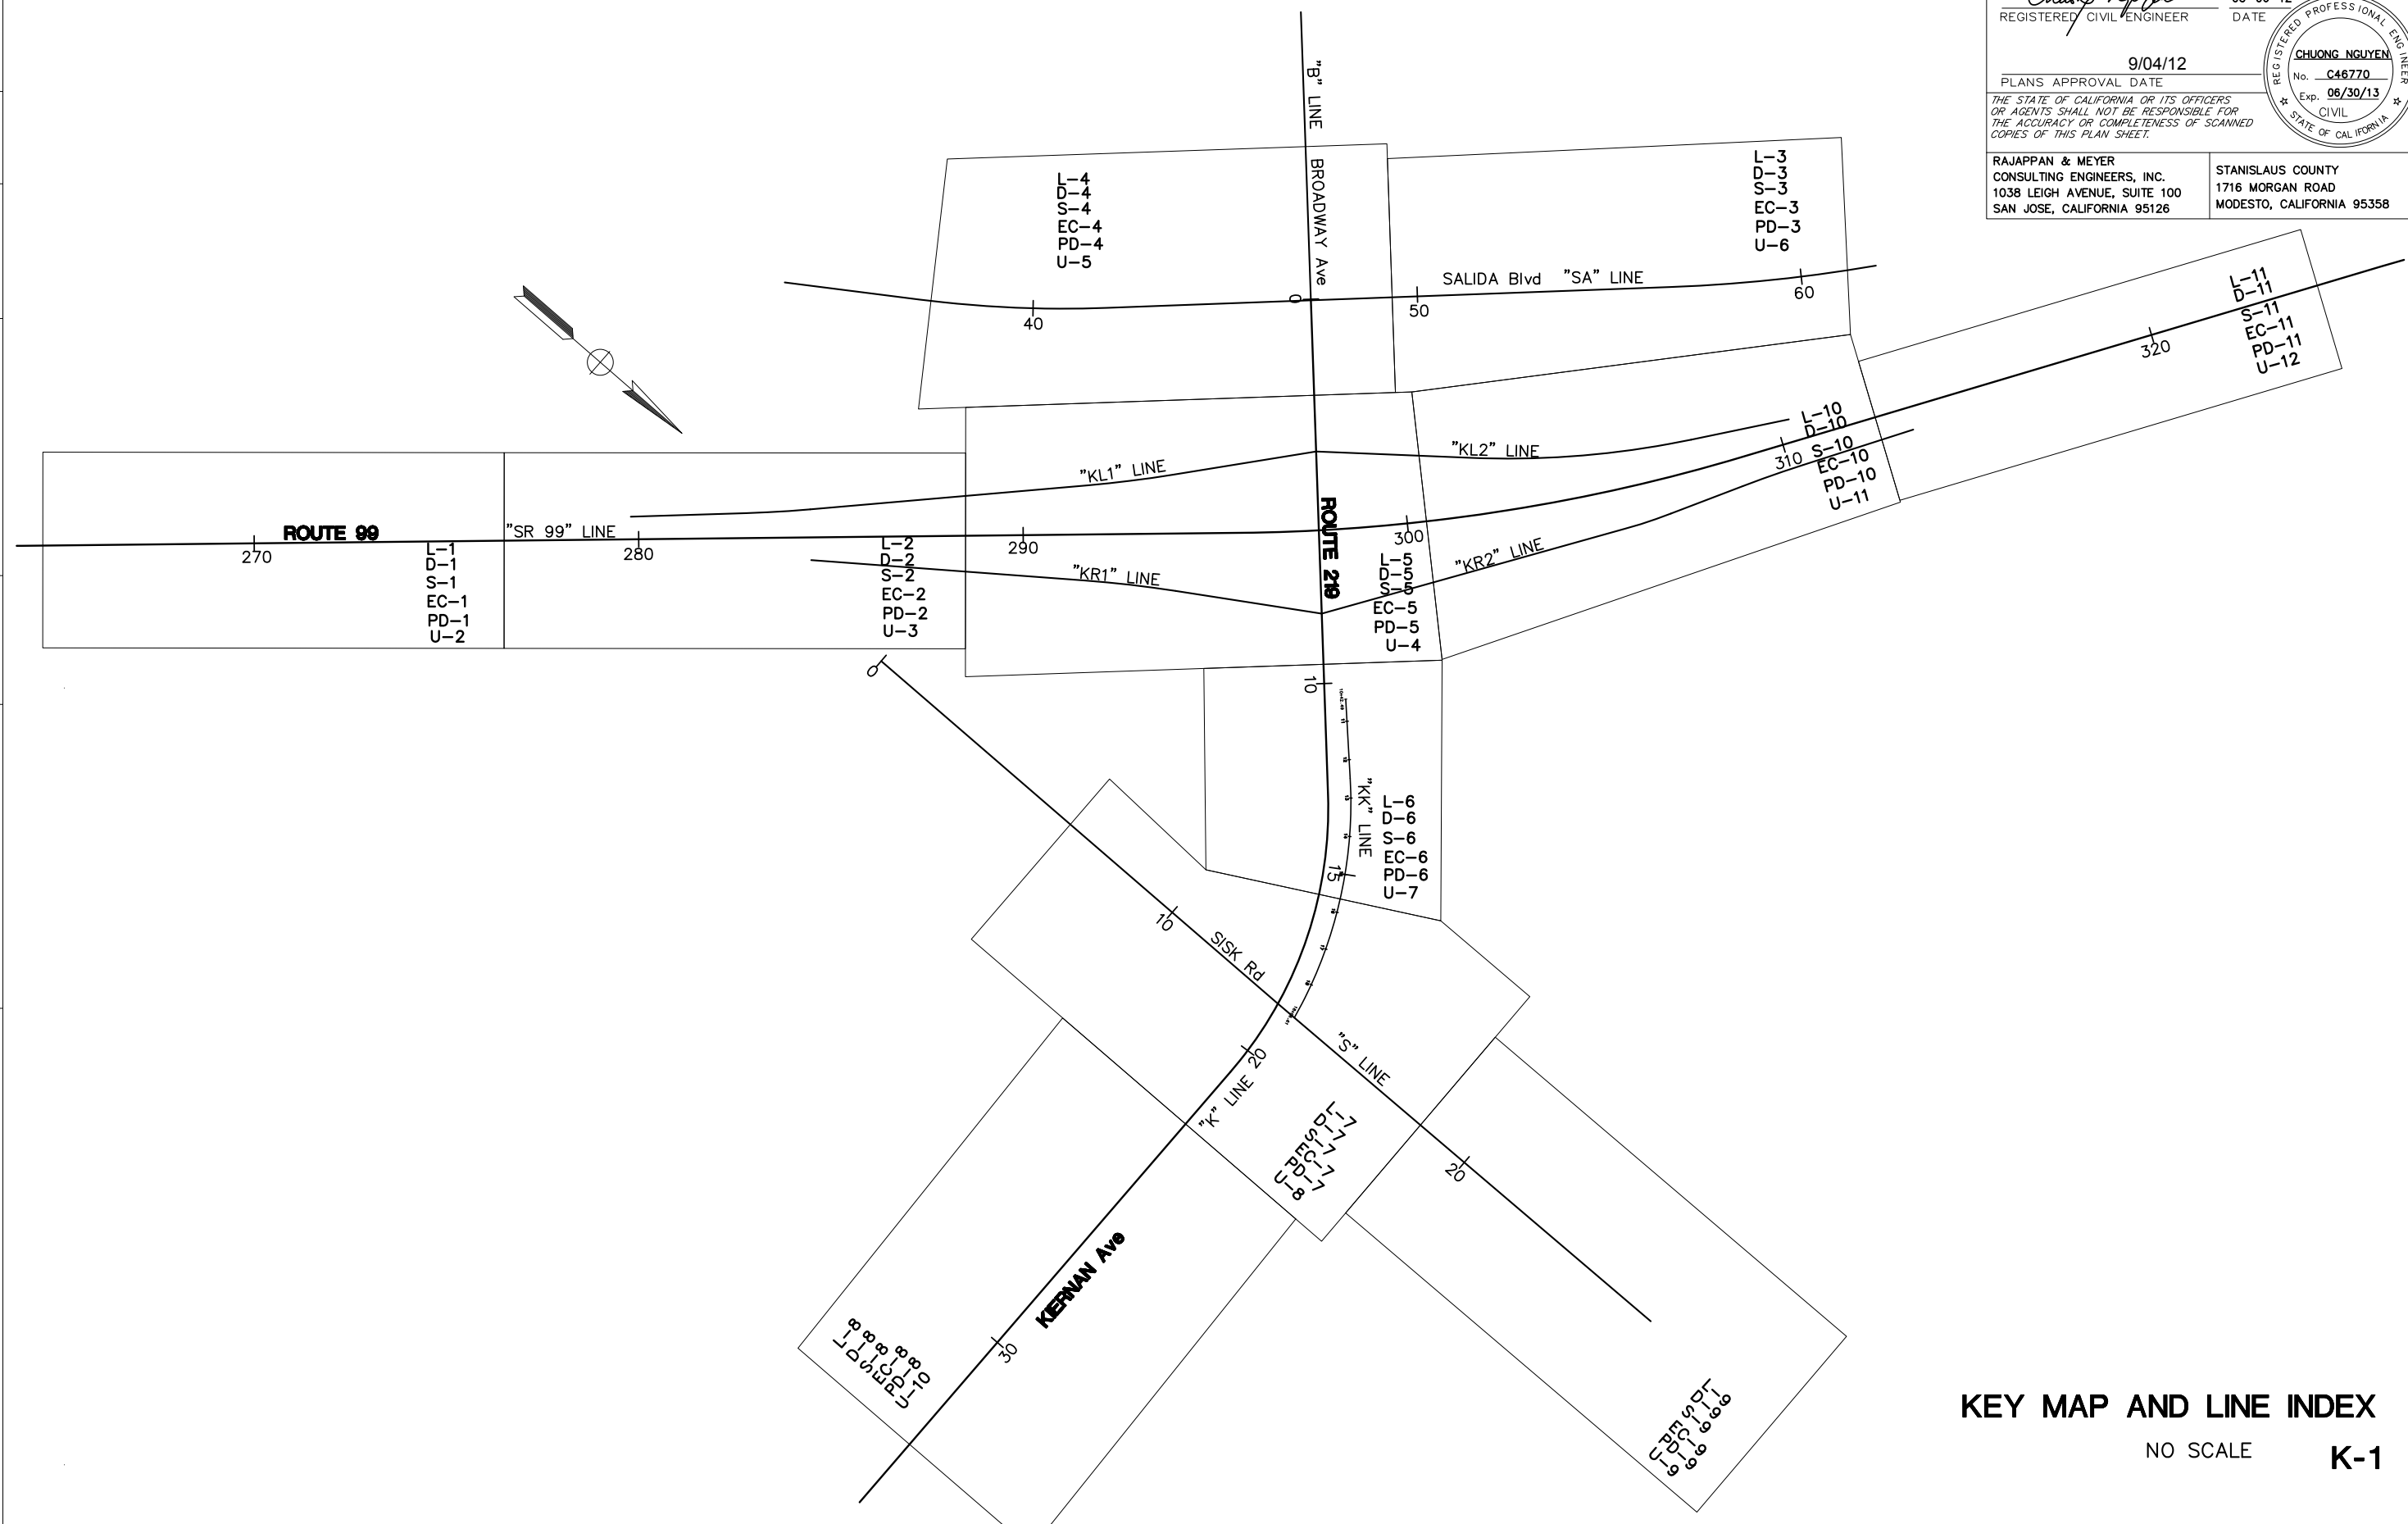 REGISTERED CIVIL ENGINEER DATE
9/04/12
PLANS APPROVAL DATE
THE STATE OF CALIFORNIA OR ITS OFFICERS
OR AGENTS SHALL NOT BE RESPONSIBLE FOR
THE ACCURACY OR COMPLETENESS OF SCANNED
COPIES OF THIS PLAN SHEET.
REGISTERED PROFESSIONAL ENGINEER
CHUONG NGUYEN
No. C46770
Exp. 06/30/13
CIVIL
STATE OF CALIFORNIA
RAJAPPAN & MEYER
CONSULTING ENGINEERS, INC.
1038 LEIGH AVENUE, SUITE 100
SAN JOSE, CALIFORNIA 95126
STANISLAUS COUNTY
1716 MORGAN ROAD
MODESTO, CALIFORNIA 95358
"B" LINE
BROADWAY Ave
L-4
D-4
S-4
EC-4
PD-4
U-5
L-3
D-3
S-3
EC-3
PD-3
U-6
SALIDA Blvd "SA" LINE
40
0
50
60
L-11
D-11
S-11
EC-11
PD-11
U-12
320
"KL1" LINE
"KL2" LINE
L-10
D-10
S-10
EC-10
PD-10
U-11
310
ROUTE 99
"SR 99" LINE
270
280
290
300
ROUTE 219
L-1
D-1
S-1
EC-1
PD-1
U-2
L-2
D-2
S-2
EC-2
PD-2
U-3
"KR1" LINE
"KR2" LINE
L-5
D-5
S-5
EC-5
PD-5
U-4
0
10
"KK" LINE
L-6
D-6
S-6
EC-6
PD-6
U-7
15
10
SISK Rd
"S" LINE
20
"K" LINE
20
L-7
D-7
S-7
EC-7
PD-7
U-8
KIERNAN Ave
30
L-8
D-8
S-8
EC-8
PD-8
U-10
L-9
D-9
S-9
EC-9
PD-9
U-9
KEY MAP AND LINE INDEX
NO SCALE
K-1